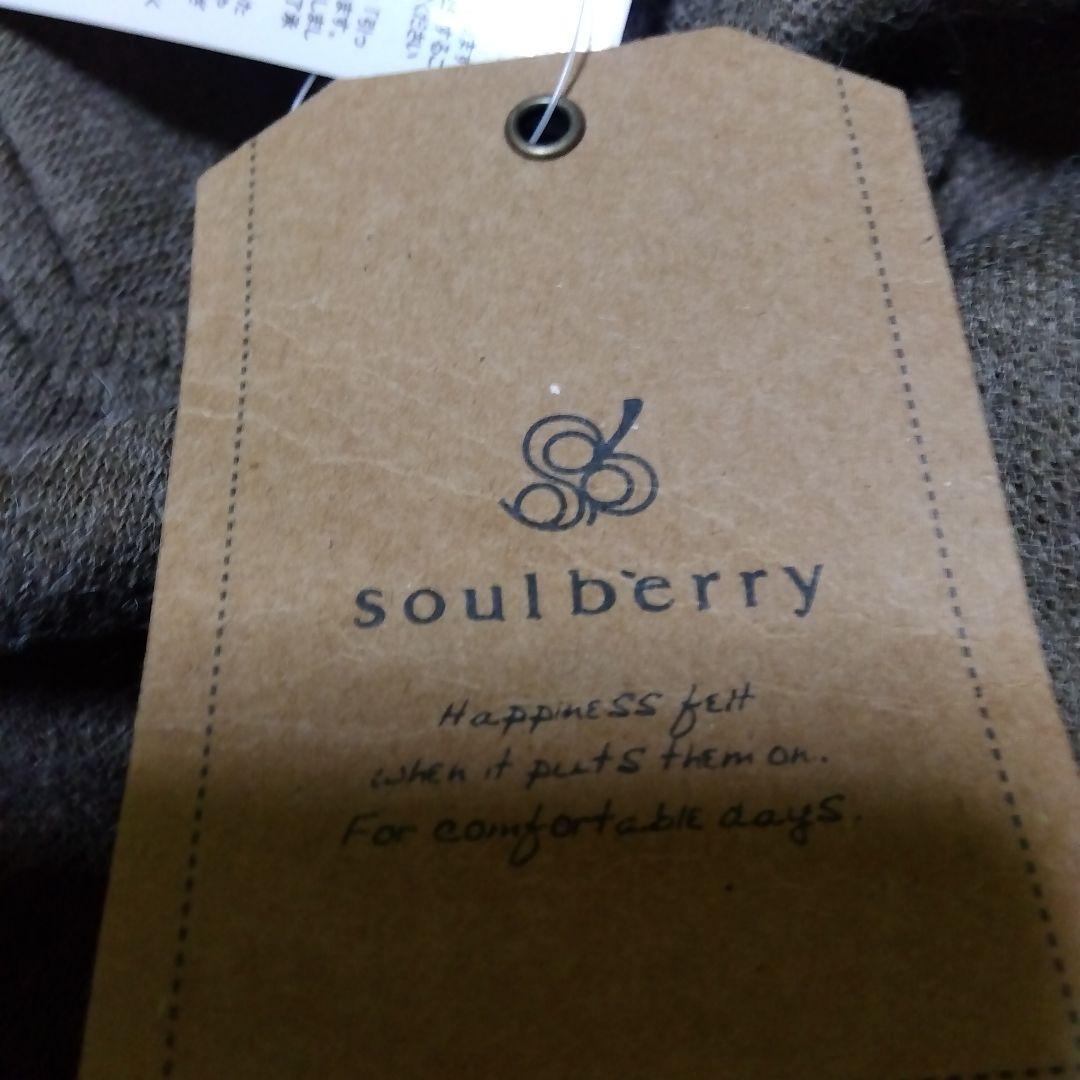 soulberry
Happiness felt
when it puts them on.
For comfortable days.